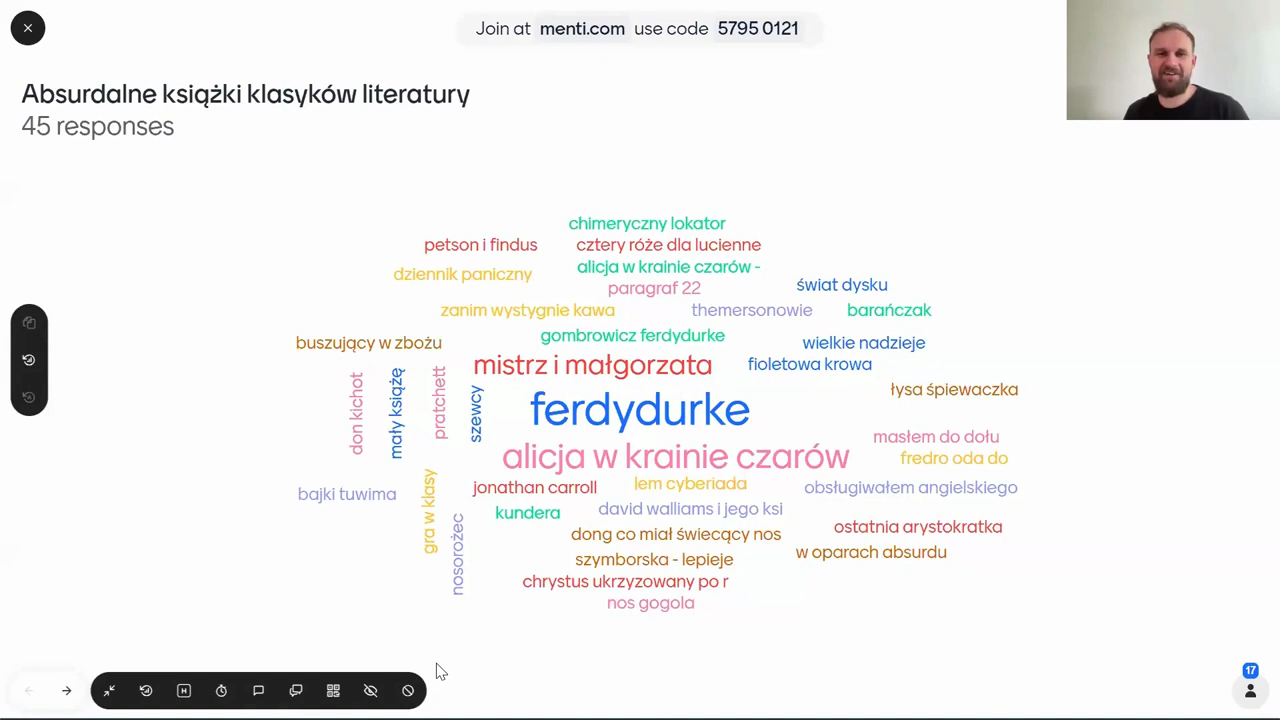 Join at menti.com use code 5795 0121
Absurdalne książki klasyków literatury
45 responses
chimeryczny lokator
petson i findus
cztery róże dla lucienne
alicja w krainie czarów -
dziennik paniczny
paragraf 22
świat dysku
zanim wystygnie kawa
themersonowie
barańczak
gombrowicz ferdydurke
buszujący w zbożu
wielkie nadzieje
mistrz i małgorzata
fioletowa krowa
łysa śpiewaczka
don kichot
mały książę
pratchett
szewcy
ferdydurke
masłem do dołu
alicja w krainie czarów
fredro oda do
jonathan carroll
lem cyberiada
obsługiwałem angielskiego
bajki tuwima
gra w klasy
kundera
david walliams i jego ksi
ostatnia arystokratka
nosorożec
dong co miał świecący nos
w oparach absurdu
szymborska - lepieje
chrystus ukrzyzowany po r
nos gogola
17